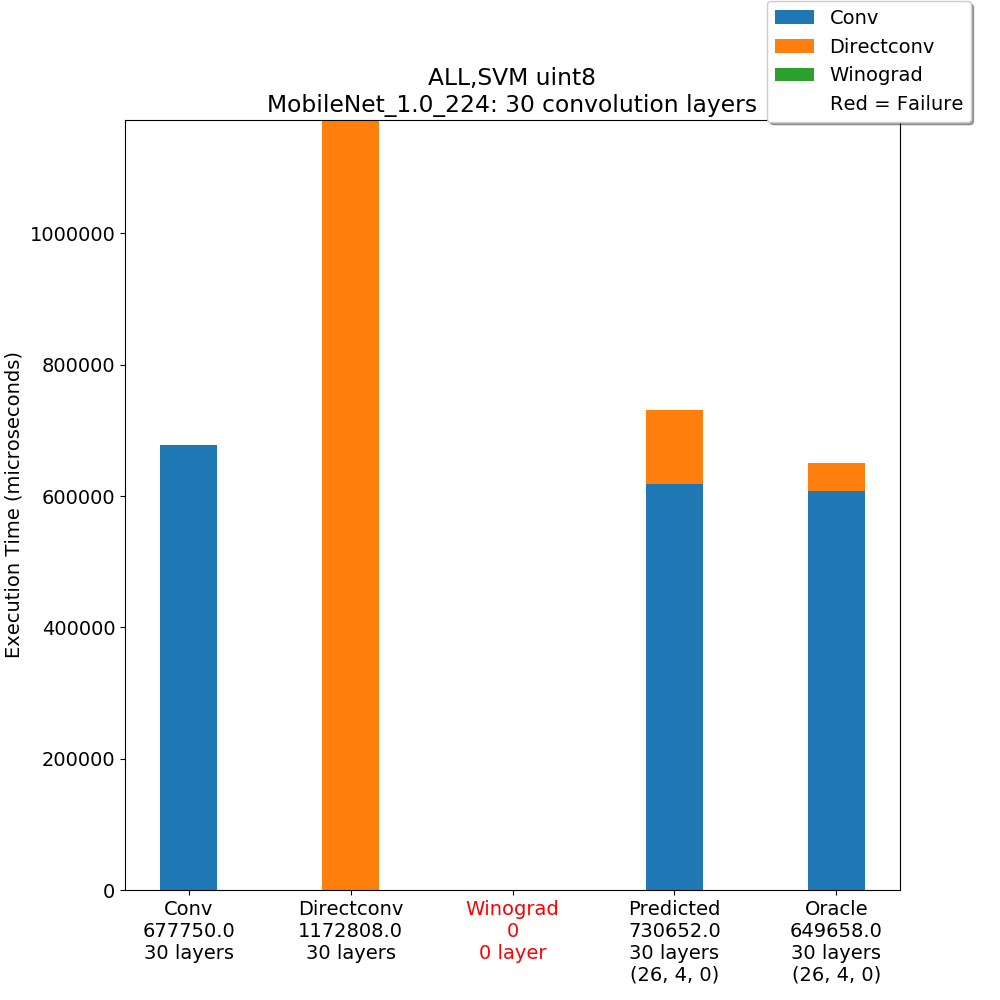 Conv
Directconv
Winograd
Red = Failure
ALL,SVM uint8
MobileNet_1.0_224: 30 convolution layers
Execution Time (microseconds)
1000000
800000
600000
400000
200000
0
Conv
677750.0
30 layers
Directconv
1172808.0
30 layers
Winograd
0
0 layer
Predicted
730652.0
30 layers
(26, 4, 0)
Oracle
649658.0
30 layers
(26, 4, 0)